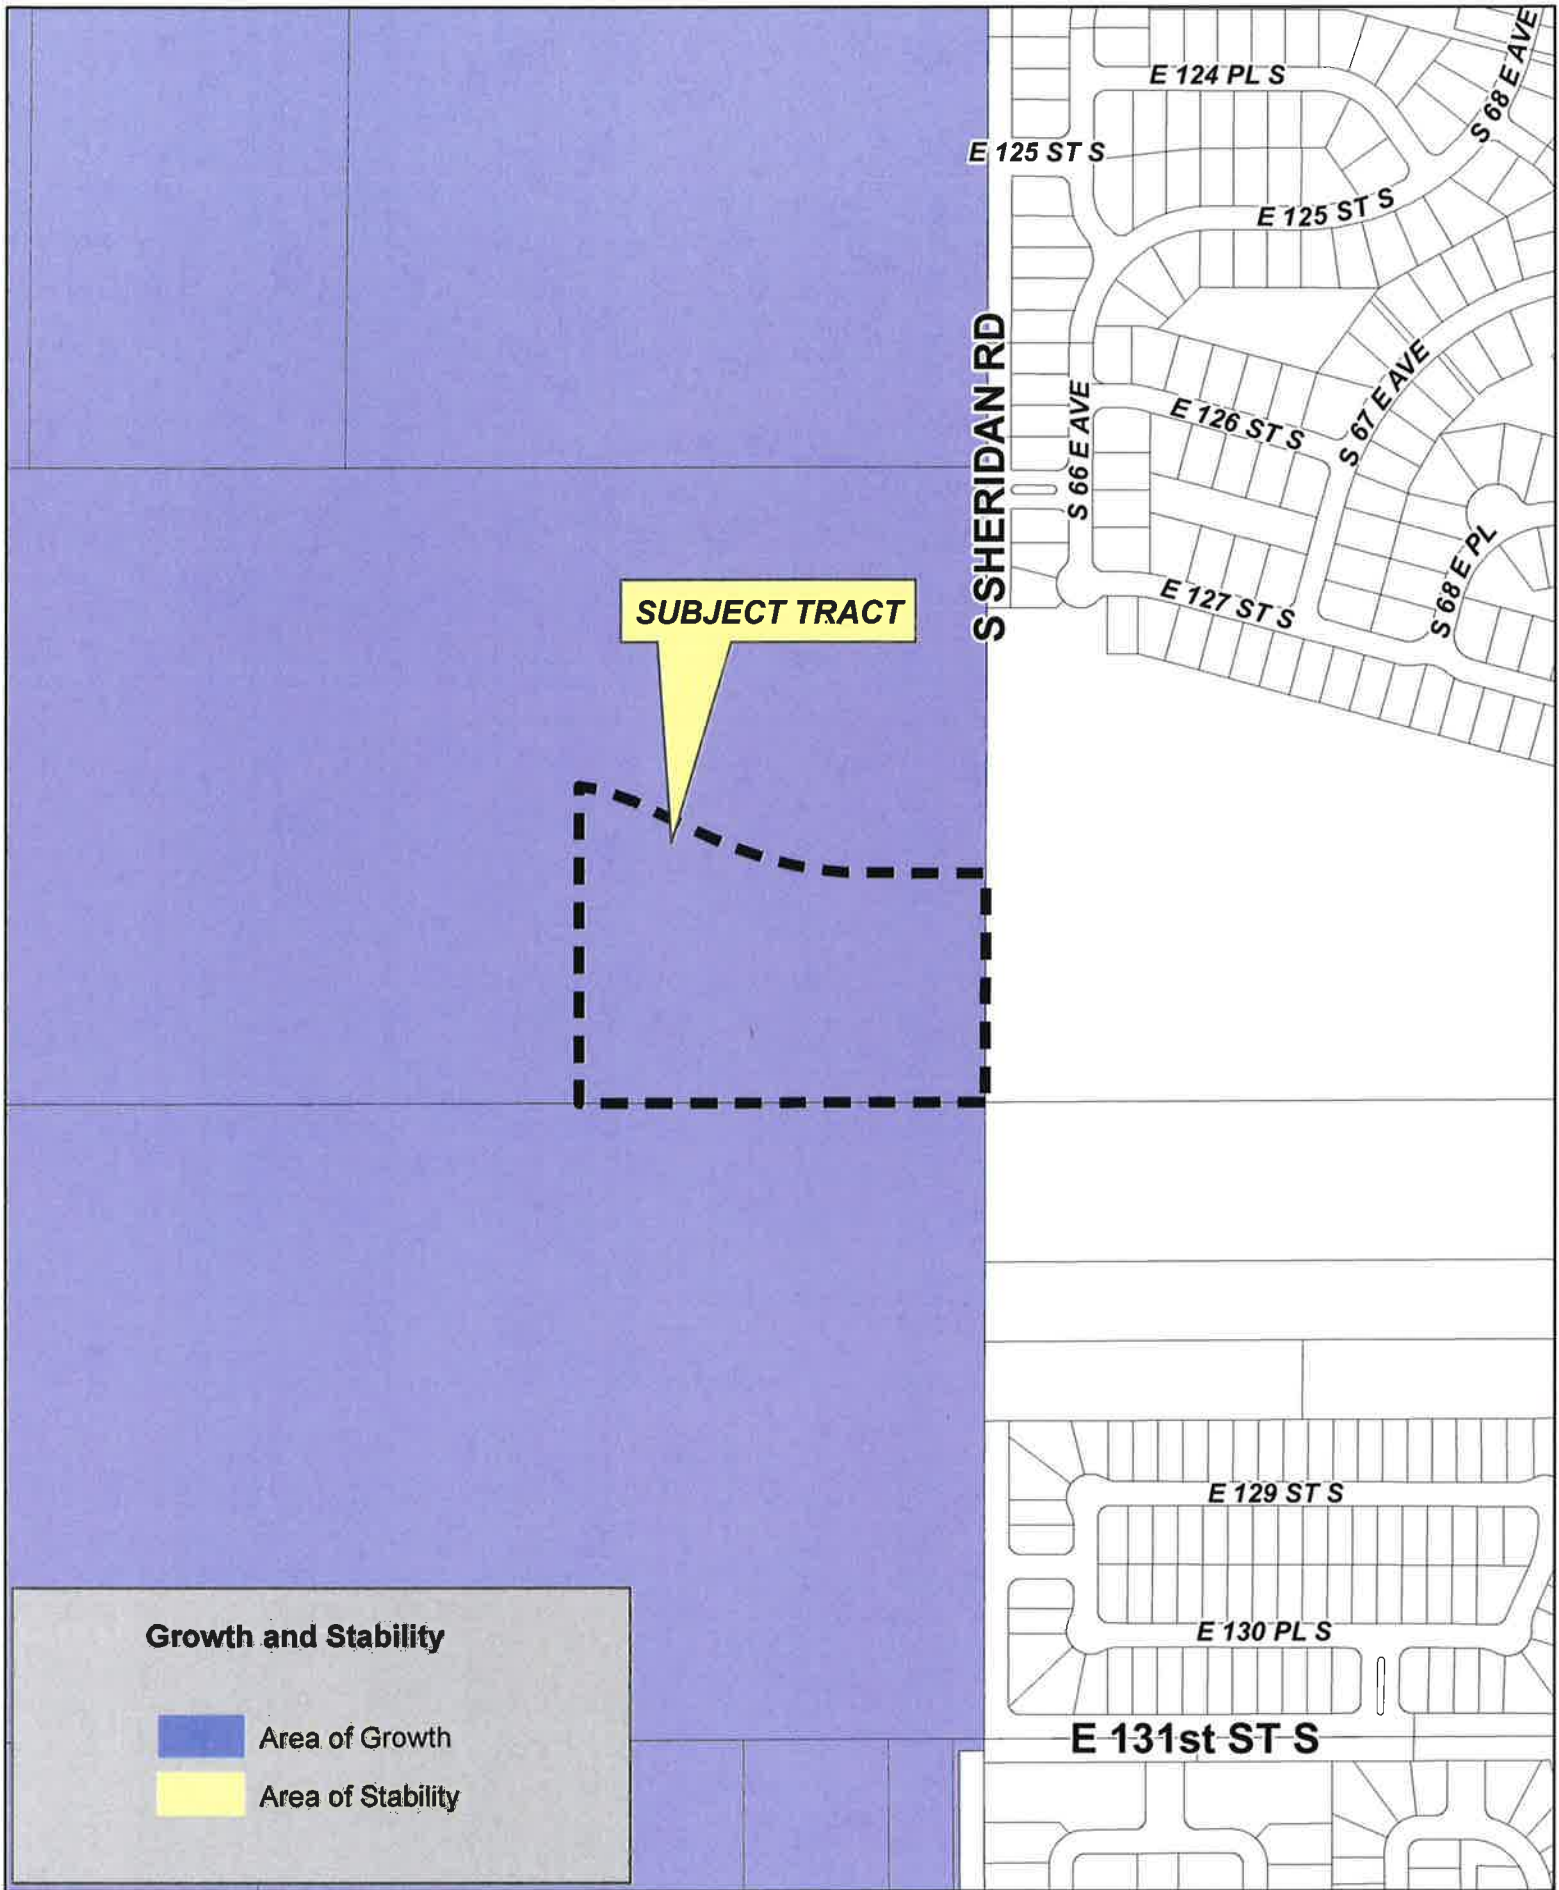 E 124 PL S
S 68 E AVE
E 125 ST S
E 125 ST S
S SHERIDAN RD
S 66 E AVE
E 126 ST S
S 67 E AVE
S 68 E PL
E 127 ST S
SUBJECT TRACT
E 129 ST S
E 130 PL S
E 131st ST S
Growth and Stability
Area of Growth
Area of Stability